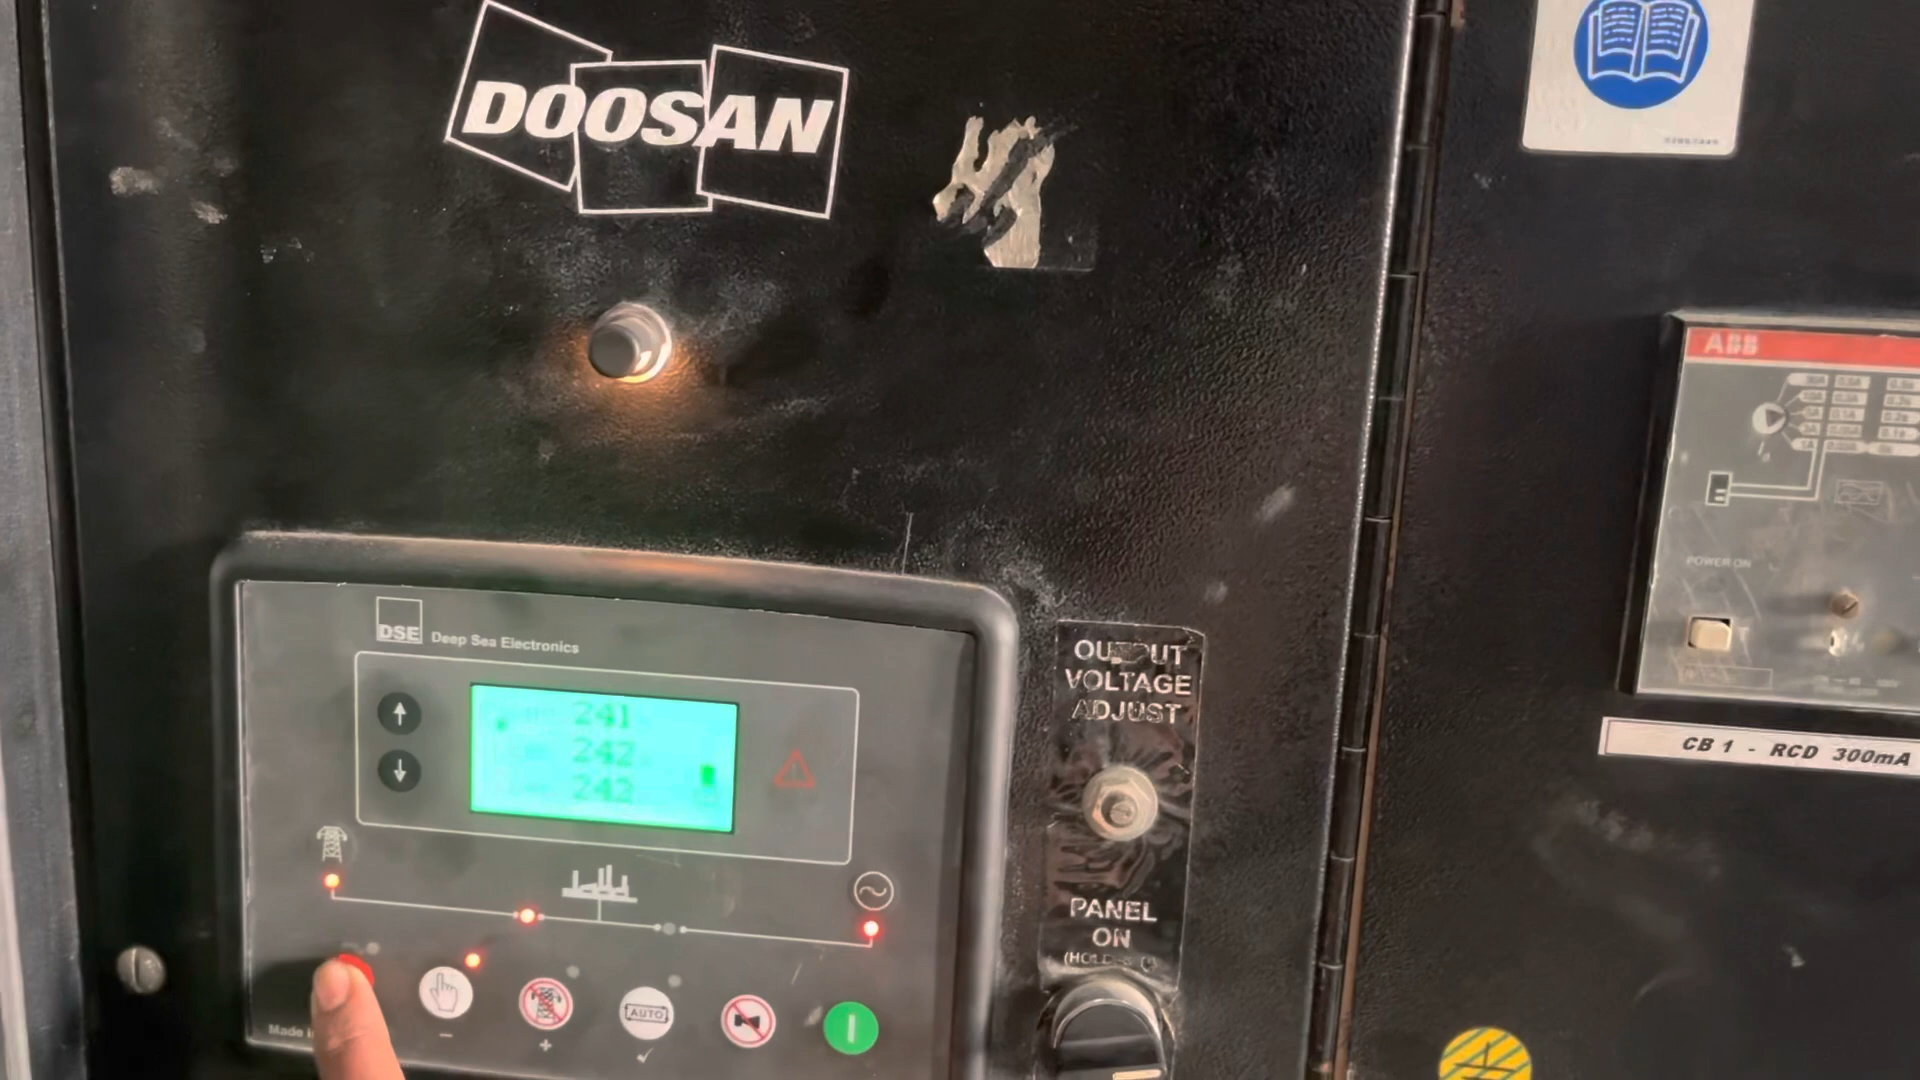 DOOSAN
ABB
POWER ON
CB 1 - RCD 300mA
DSE Deep Sea Electronics
241
242
242
OUTPUT
VOLTAGE
ADJUST
PANEL
ON
AUTO
Made